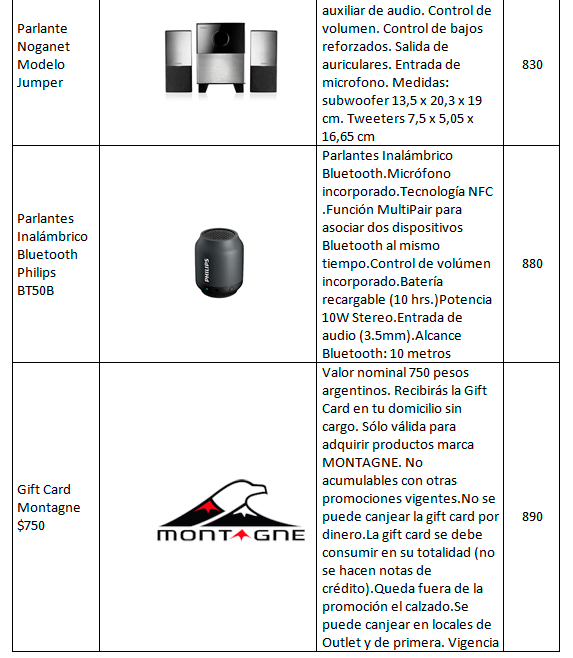 Parlante
Noganet
Modelo
Jumper
auxiliar de audio. Control de
volumen. Control de bajos
reforzados. Salida de
auriculares. Entrada de
microfono. Medidas:
subwoofer 13,5 x 20,3 x 19
cm. Tweeters 7,5 x 5,05 x
16,65 cm
830
Parlantes
Inalámbrico
Bluetooth
Philips
BT50B
PHILIPS
Parlantes Inalámbrico
Bluetooth.Micrófono
incorporado.Tecnología NFC
.Función MultiPair para
asociar dos dispositivos
Bluetooth al mismo
tiempo.Control de volúmen
incorporado.Batería
recargable (10 hrs.)Potencia
10W Stereo.Entrada de
audio (3.5mm).Alcance
Bluetooth: 10 metros
880
Gift Card
Montagne
$750
MONTAGNE
Valor nominal 750 pesos
argentinos. Recibirás la Gift
Card en tu domicilio sin
cargo. Sólo válida para
adquirir productos marca
MONTAGNE. No
acumulables con otras
promociones vigentes.No se
puede canjear la gift card por
dinero.La gift card se debe
consumir en su totalidad (no
se hacen notas de
crédito).Queda fuera de la
promoción el calzado.Se
puede canjear en locales de
Outlet y de primera. Vigencia
890